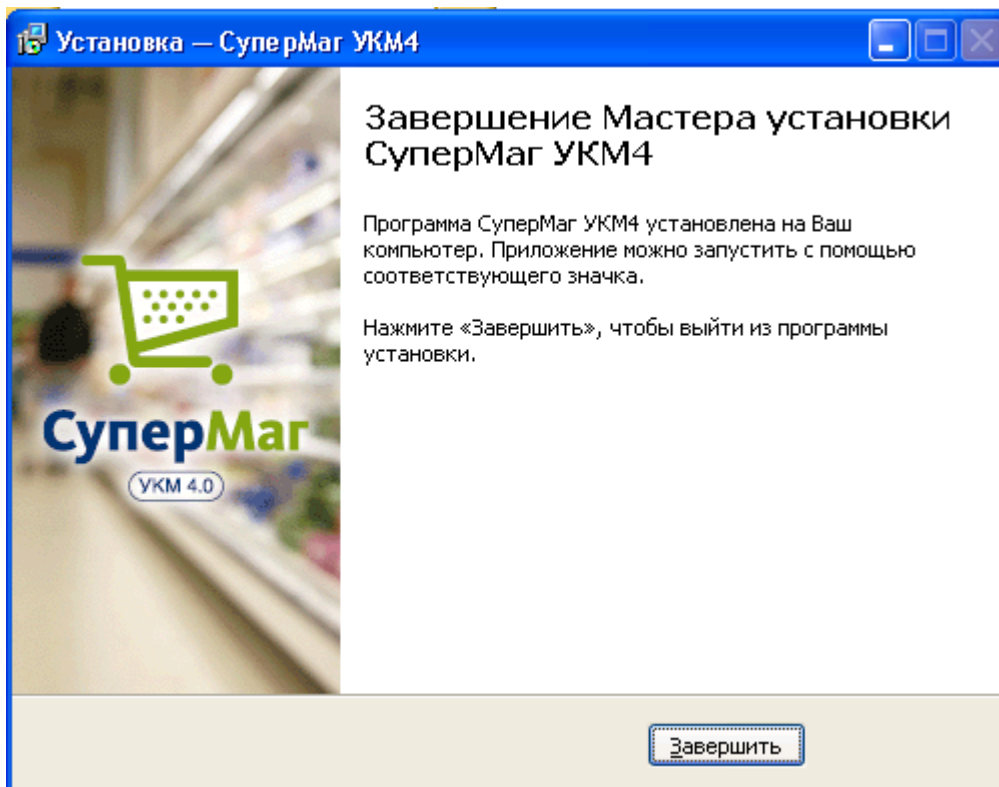 Установка — СуперМаг УКМ4
Завершение Мастера установки
СуперМаг УКМ4
Программа СуперМаг УКМ4 установлена на Ваш
компьютер. Приложение можно запустить с помощью
соответствующего значка.
Нажмите «Завершить», чтобы выйти из программы
установки.
СуперМаг
УКМ 4.0
Завершить